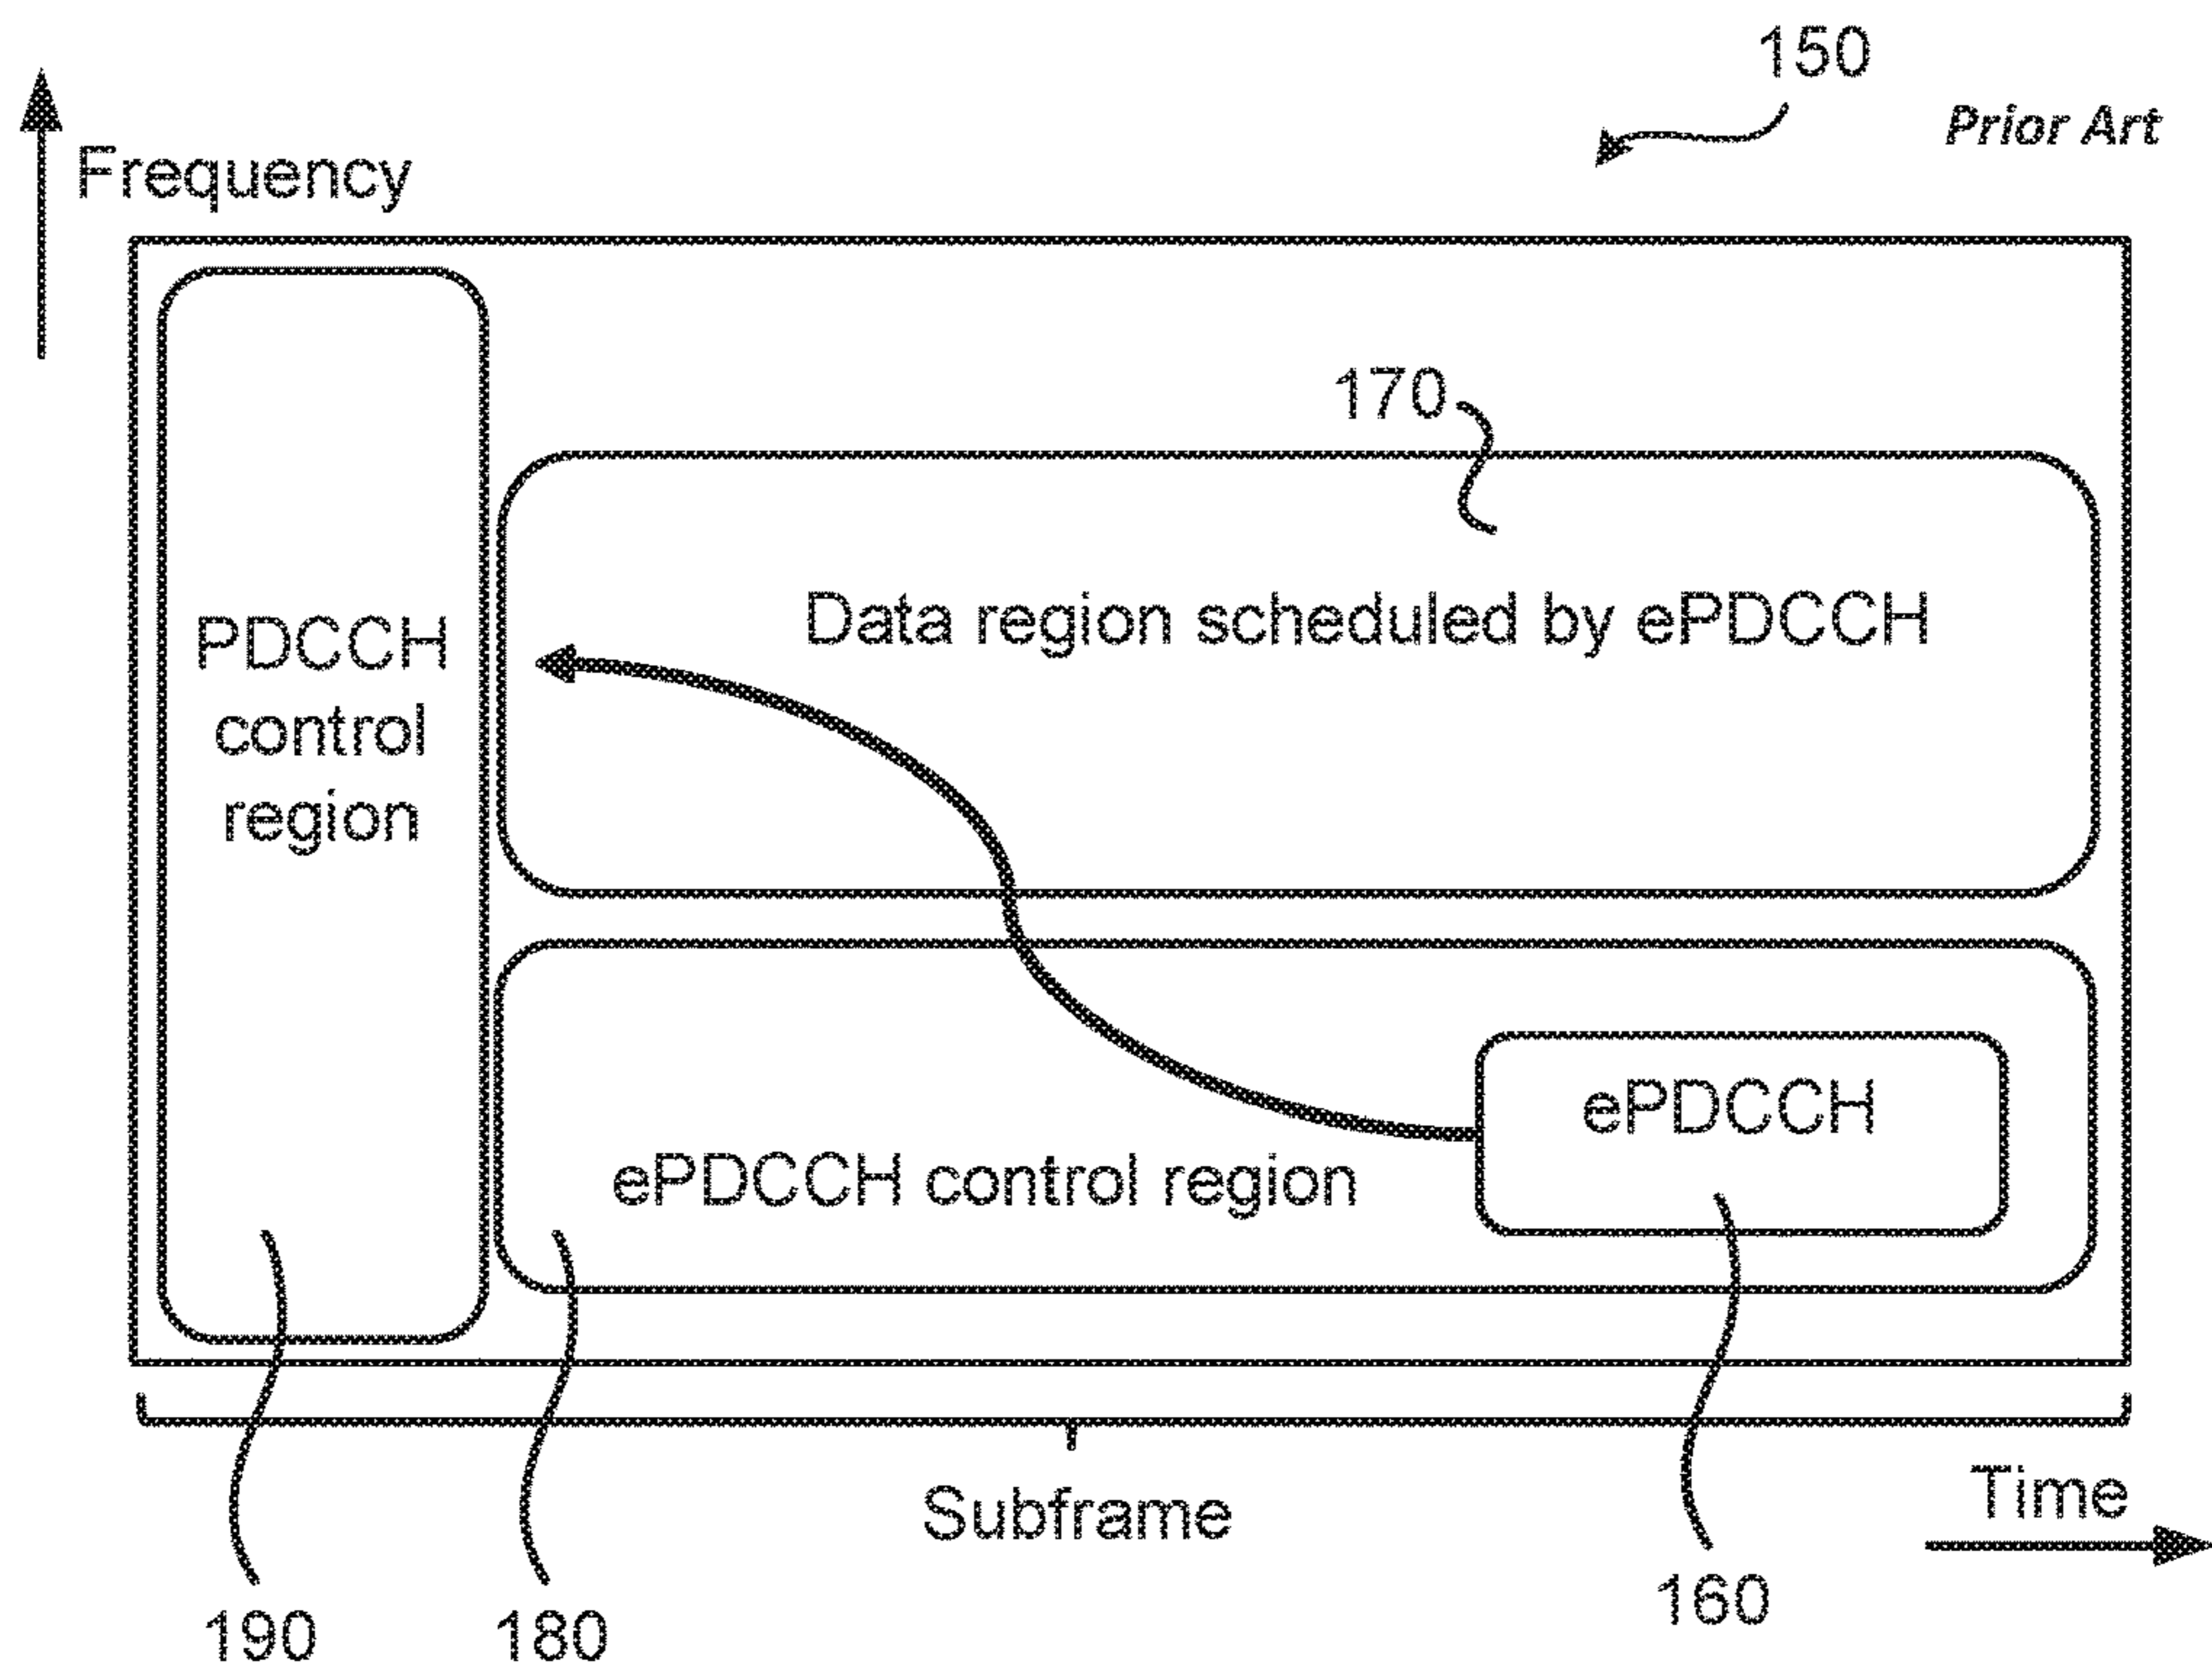 150
Prior Art
Frequency
170
Data region scheduled by ePDCCH
PDCCH
control
region
ePDCCH
ePDCCH control region
Subframe
Time
190
180
160